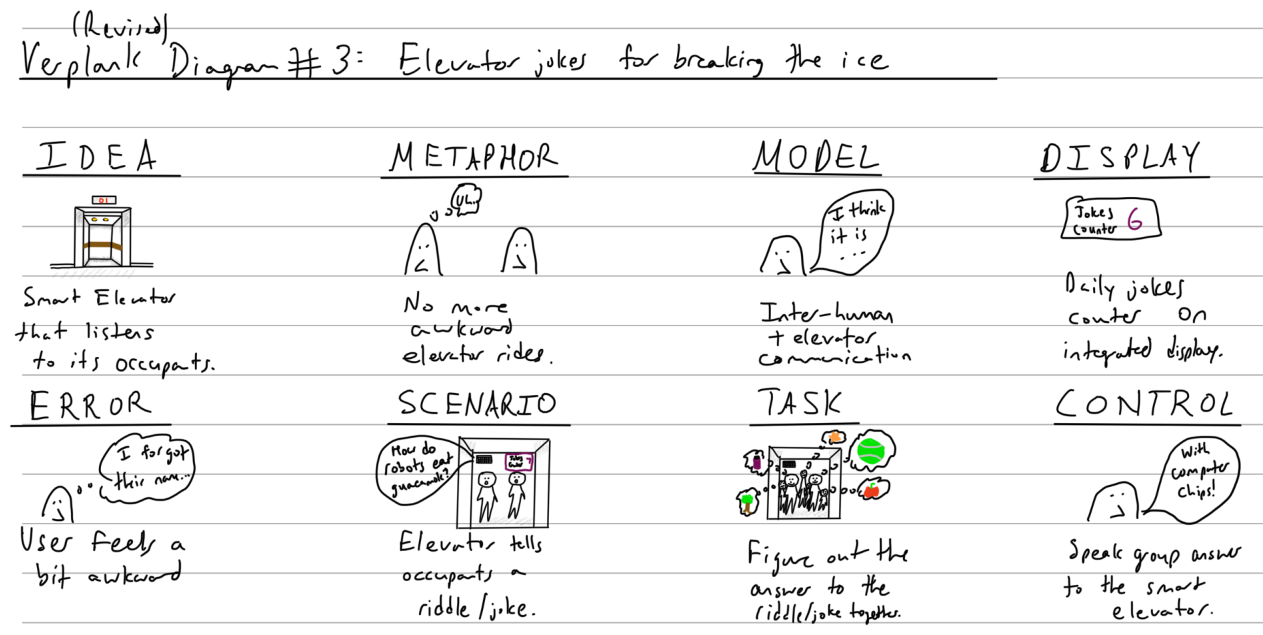 (Revised)
Verplank Diagram #3: Elevator jokes for breaking the ice
IDEA
01
Smart Elevator
that listens
to its occupants.
METAPHOR
Uh..
No more
awkward
elevator rides.
MODEL
I think
it is
...
Inter-human
+ elevator
communication
DISPLAY
Jokes
Counter 6
Daily jokes
counter on
integrated display.
ERROR
I forgot
their name...
User feels a
bit awkward
SCENARIO
How do
robots eat
guacamole?
Jokes
Counter 7
Elevator tells
occupants a
riddle/joke.
TASK
Figure out the
answer to the
riddle/joke together.
CONTROL
With
computer
chips!
Speak group answer
to the smart
elevator.